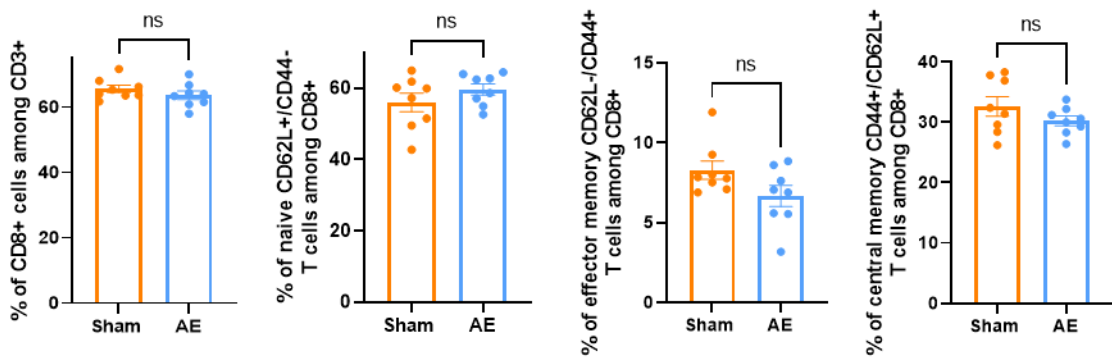 % of CD8+ cells among CD3+
ns
60
60
0
Sham
AE
% of naive CD62L+/CD44-
T cells among CD8+
ns
60
40
20
0
Sham
AE
% of effector memory CD62L-/CD44+
T cells among CD8+
ns
15
10
5
0
Sham
AE
% of central memory CD44+/CD62L+
T cells among CD8+
ns
40
30
20
10
0
Sham
AE